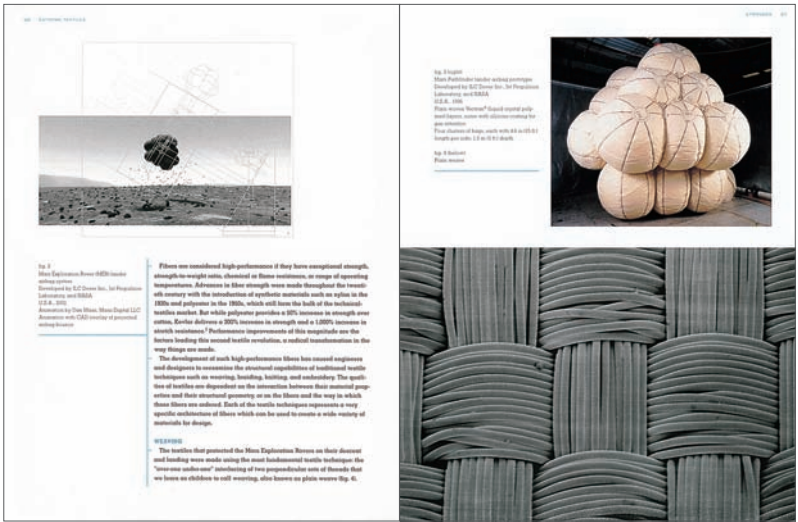 EXTREME TEXTILES
fig. 2
Mars Exploration Rover (MER) lander
airbag system
Developed by ILC Dover Inc., Jet Propulsion
Laboratory, and NASA
U.S.A., 2002
Animation by Dan Maas, Maas Digital LLC
Animation with CAD overlay of projected
airbag bounce
Fibers are considered high-performance if they have exceptional strength,
strength-to-weight ratio, chemical or flame resistance, or range of operating
temperatures. Advances in fiber strength were made throughout the twenti-
eth century with the introduction of synthetic materials such as nylon in the
1930s and polyester in the 1950s, which still form the bulk of the technical-
textiles market. But while polyester provides a 50% increase in strength over
cotton, Kevlar delivers a 300% increase in strength and a 1,000% increase in
stretch resistance. Performance improvements of this magnitude are the
factors leading this second textile revolution, a radical transformation in the
way things are made.
The development of such high-performance fibers has caused engineers
and designers to reexamine the structural capabilities of traditional textile
techniques such as weaving, braiding, knitting, and embroidery. The quali-
ties of textiles are dependent on the interaction between their material prop-
erties and their structural geometry, or on the fibers and the way in which
those fibers are ordered. Each of the textile techniques represents a very
specific architecture of fibers which can be used to create a wide variety of
materials for design.
WEAVING
The textiles that protected the Mars Exploration Rovers on their descent
and landing were made using the most fundamental textile technique: the
"over-one under-one" interlacing of two perpendicular sets of threads that
we learn as children to call weaving, also known as plain weave (fig. 4).
STRONGER
fig. 3 (right)
Mars Pathfinder lander airbag prototype
Developed by ILC Dover Inc., Jet Propulsion
Laboratory, and NASA
U.S.A., 1996
Plain woven Vectran® (liquid crystal poly-
mer) layers, some with silicone coating for
gas retention
Four clusters of bags, each with
length per side,
(below)
Plain weave